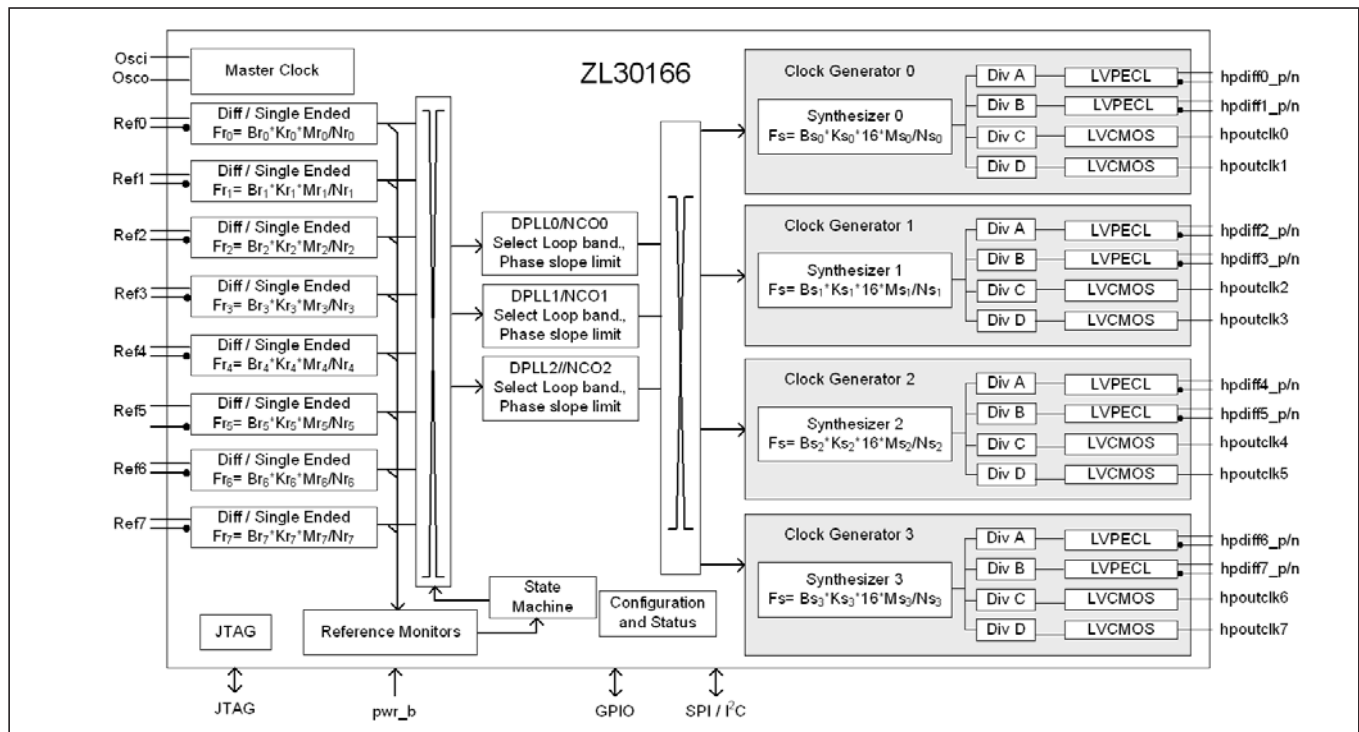 ZL30166
Osci
Osco
Master Clock
Ref0
Diff / Single Ended
Fr₀= Br₀*Kr₀*Mr₀/Nr₀
Ref1
Diff / Single Ended
Fr₁= Br₁*Kr₁*Mr₁/Nr₁
Ref2
Diff / Single Ended
Fr₂= Br₂*Kr₂*Mr₂/Nr₂
Ref3
Diff / Single Ended
Fr₃= Br₃*Kr₃*Mr₃/Nr₃
Ref4
Diff / Single Ended
Fr₄= Br₄*Kr₄*Mr₄/Nr₄
Ref5
Diff / Single Ended
Fr₅= Br₅*Kr₅*Mr₅/Nr₅
Ref6
Diff / Single Ended
Fr₆= Br₆*Kr₆*Mr₆/Nr₆
Ref7
Diff / Single Ended
Fr₇= Br₇*Kr₇*Mr₇/Nr₇
DPLL0/NCO0
Select Loop band.,
Phase slope limit
DPLL1/NCO1
Select Loop band.,
Phase slope limit
DPLL2//NCO2
Select Loop band.,
Phase slope limit
Clock Generator 0
Synthesizer 0
Fs= Bs₀*Ks₀*16*Ms₀/Ns₀
Div A
LVPECL
hpdiff0_p/n
Div B
LVPECL
hpdiff1_p/n
Div C
LVCMOS
hpoutclk0
Div D
LVCMOS
hpoutclk1
Clock Generator 1
Synthesizer 1
Fs= Bs₁*Ks₁*16*Ms₁/Ns₁
Div A
LVPECL
hpdiff2_p/n
Div B
LVPECL
hpdiff3_p/n
Div C
LVCMOS
hpoutclk2
Div D
LVCMOS
hpoutclk3
Clock Generator 2
Synthesizer 2
Fs= Bs₂*Ks₂*16*Ms₂/Ns₂
Div A
LVPECL
hpdiff4_p/n
Div B
LVPECL
hpdiff5_p/n
Div C
LVCMOS
hpoutclk4
Div D
LVCMOS
hpoutclk5
Clock Generator 3
Synthesizer 3
Fs= Bs₃*Ks₃*16*Ms₃/Ns₃
Div A
LVPECL
hpdiff6_p/n
Div B
LVPECL
hpdiff7_p/n
Div C
LVCMOS
hpoutclk6
Div D
LVCMOS
hpoutclk7
JTAG
Reference Monitors
State
Machine
Configuration
and Status
JTAG
pwr_b
GPIO
SPI / I²C